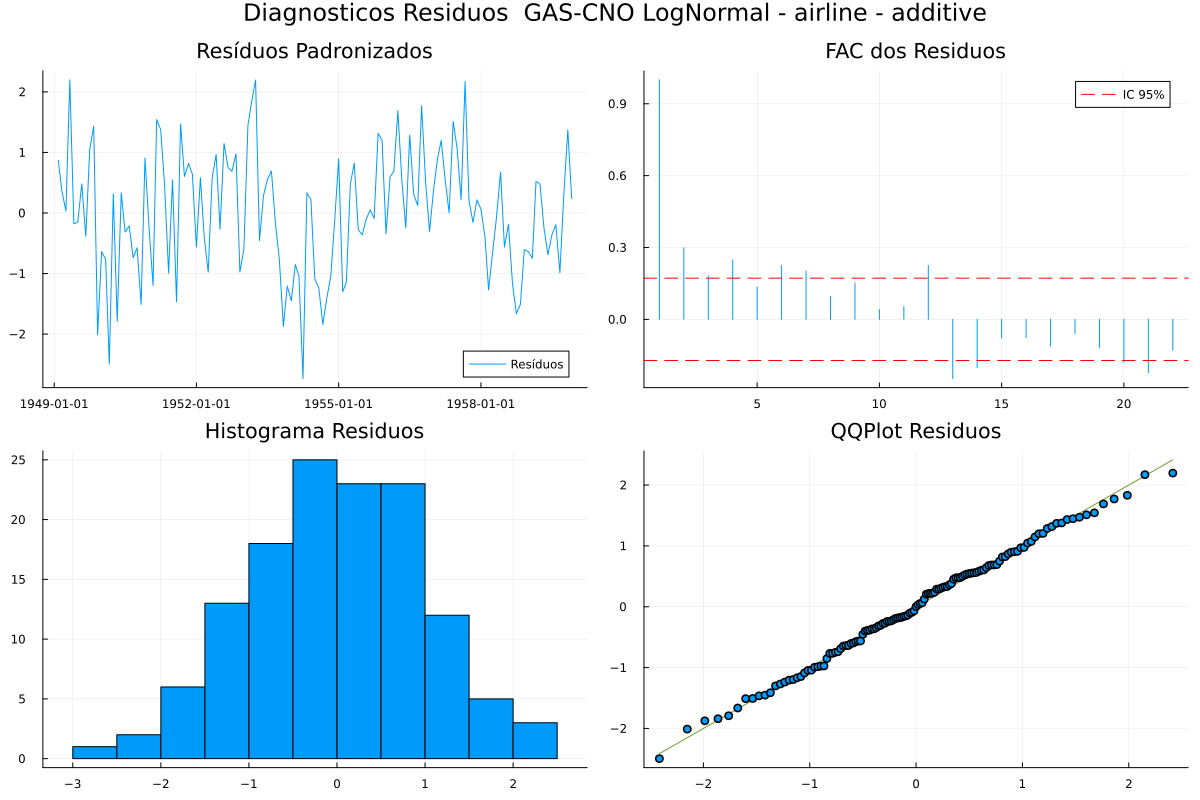 Diagnosticos Residuos  GAS-CNO LogNormal - airline - additive
Resíduos Padronizados
2
1
0
−1
−2
Resíduos
1949-01-01 1952-01-01 1955-01-01 1958-01-01
FAC dos Residuos
IC 95%
0.9
0.6
0.3
0.0
5 10 15 20
Histograma Residuos
25
20
15
10
5
0
−3 −2 −1 0 1 2
QQPlot Residuos
2
1
0
−1
−2
−2 −1 0 1 2